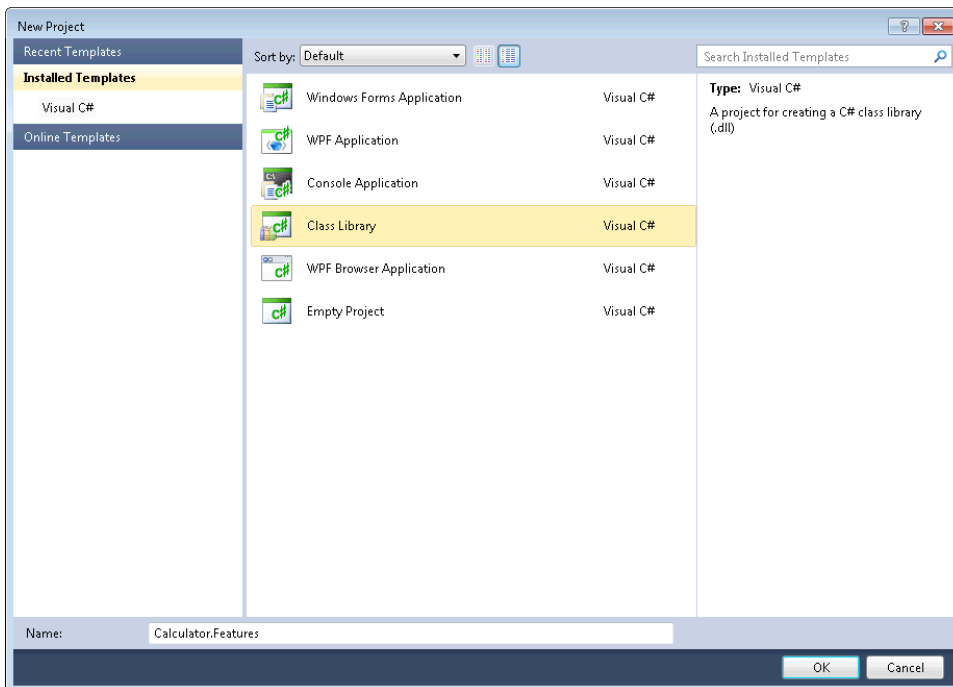 New Project
Recent Templates
Installed Templates
Visual C#
Online Templates
Sort by: Default
Search Installed Templates
Windows Forms Application Visual C#
WPF Application Visual C#
Console Application Visual C#
Class Library Visual C#
WPF Browser Application Visual C#
Empty Project Visual C#
Type: Visual C#
A project for creating a C# class library
(.dll)
Name: Calculator.Features
OK Cancel